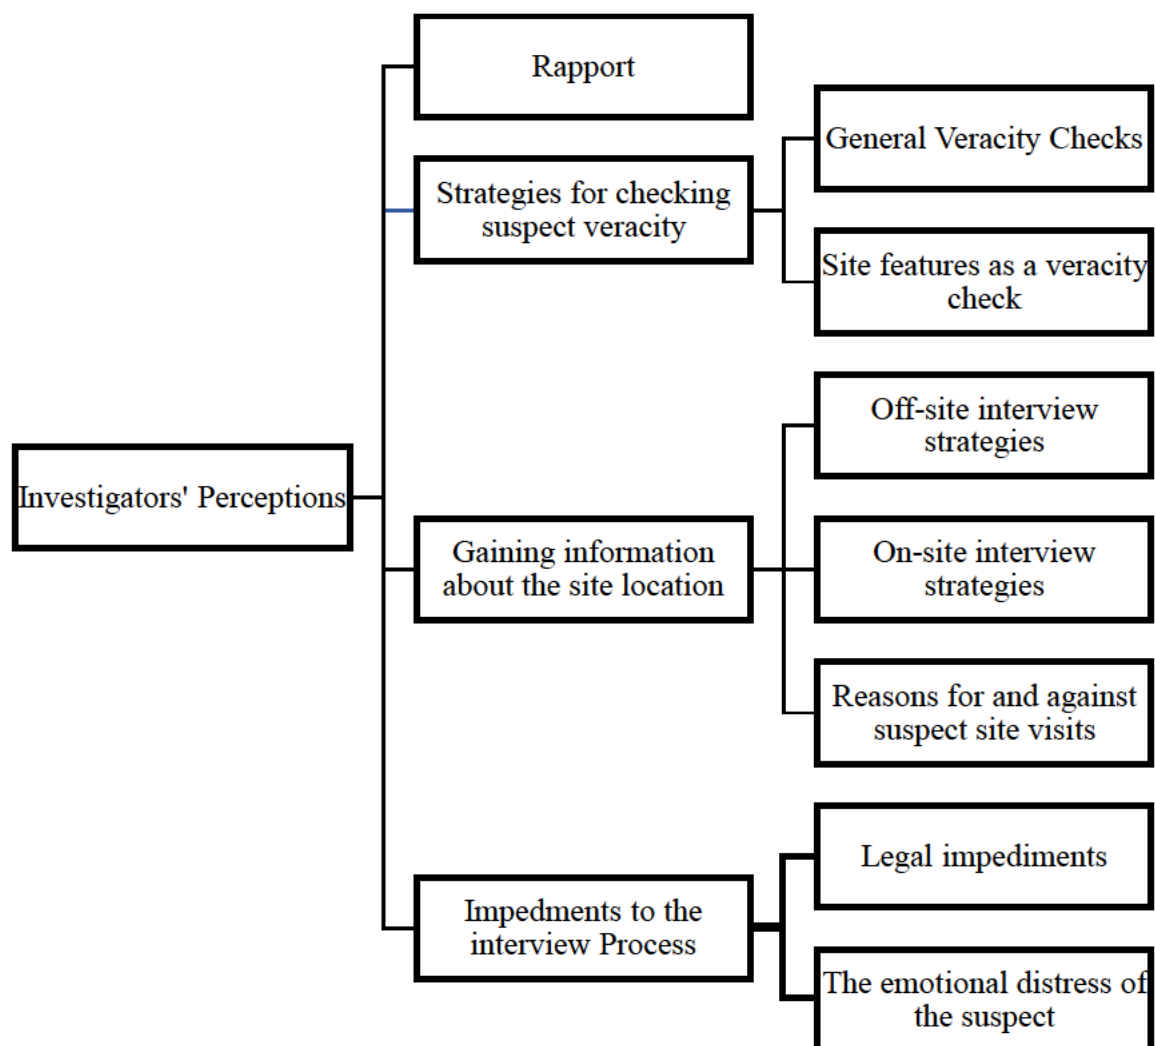 Rapport
General Veracity Checks
Strategies for checking
suspect veracity
Site features as a veracity
check
Off-site interview
strategies
Investigators' Perceptions
Gaining information
about the site location
On-site interview
strategies
Reasons for and against
suspect site visits
Legal impediments
Impedments to the
interview Process
The emotional distress of
the suspect